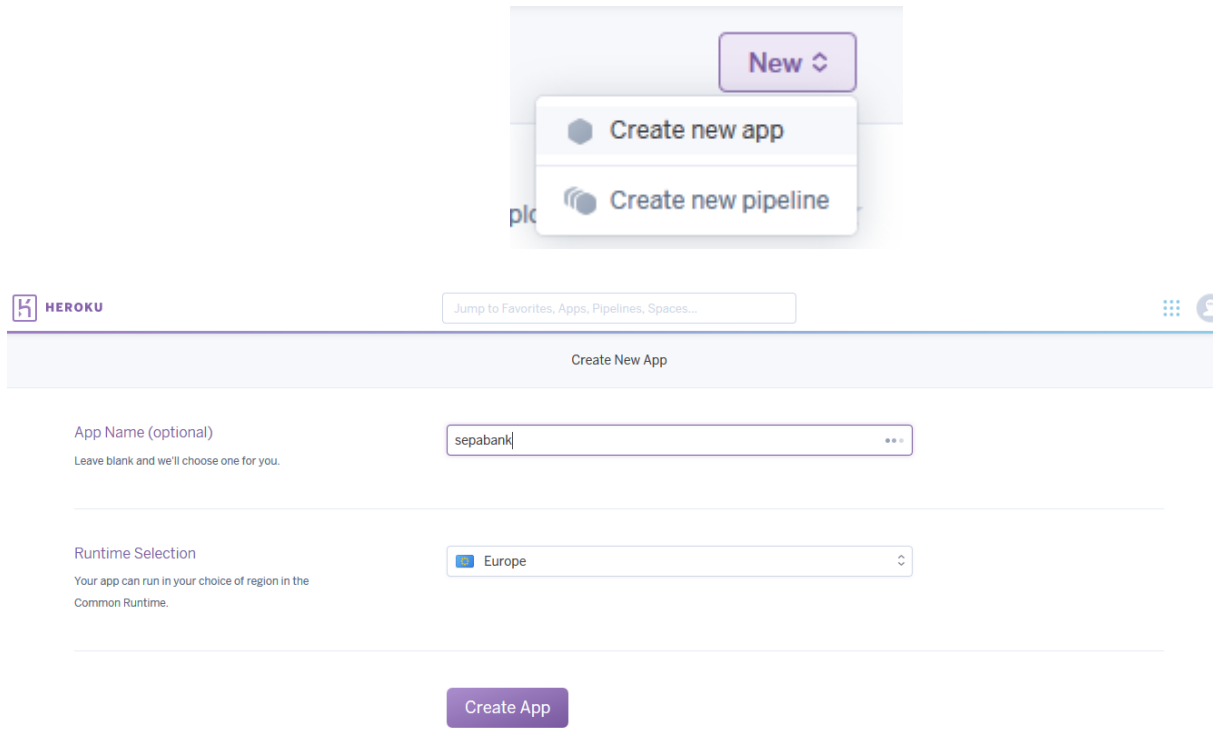 New
Create new app
Create new pipeline
HEROKU
Jump to Favorites, Apps, Pipelines, Spaces...
Create New App
App Name (optional)
sepabank
Leave blank and we'll choose one for you.
Runtime Selection
Europe
Your app can run in your choice of region in the
Common Runtime.
Create App